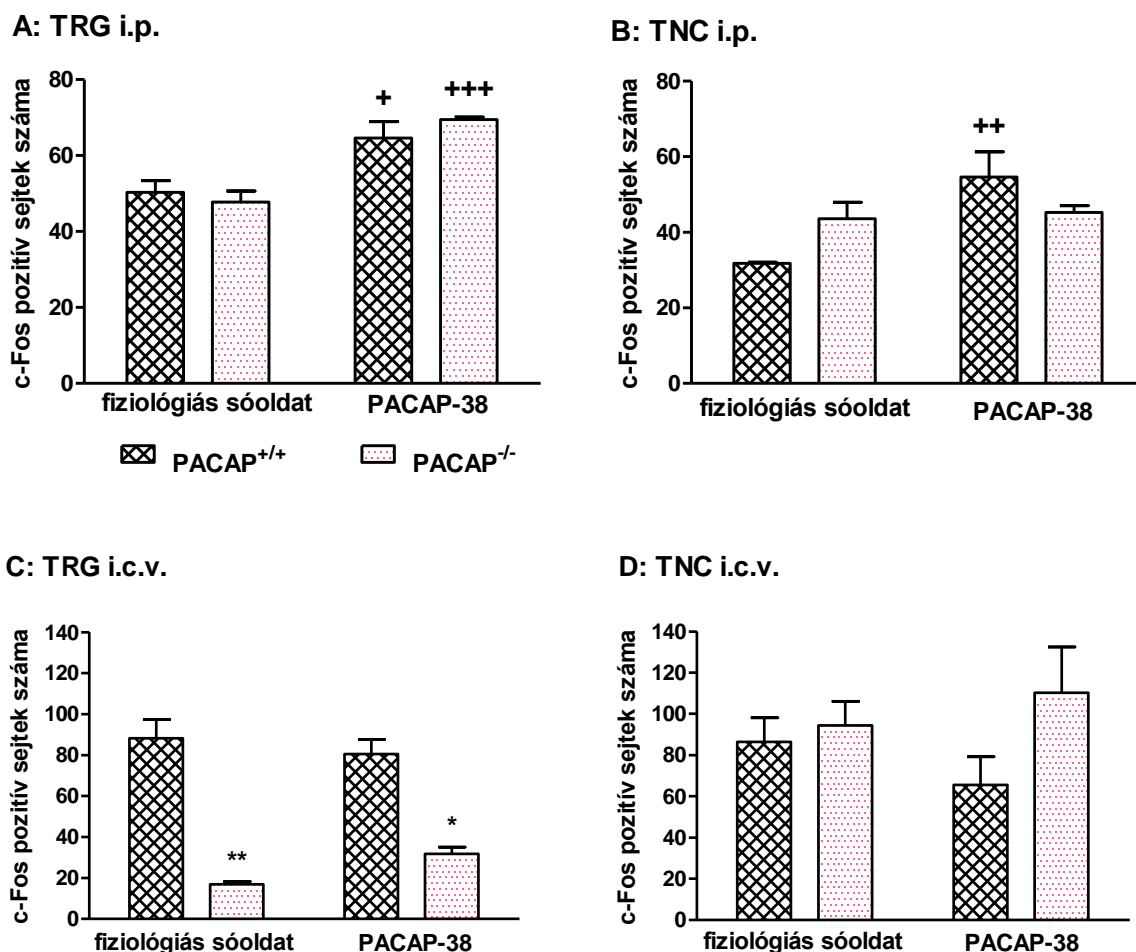 A: TRG i.p.
c-Fos pozitív sejtek száma
80
60
40
20
0
+
+++
fiziológiás sóoldat
PACAP-38
PACAP+/+
PACAP-/-
B: TNC i.p.
c-Fos pozitív sejtek száma
80
60
40
20
0
++
fiziológiás sóoldat
PACAP-38
C: TRG i.c.v.
c-Fos pozitív sejtek száma
140
120
100
80
60
40
20
0
**
*
fiziológiás sóoldat
PACAP-38
D: TNC i.c.v.
c-Fos pozitív sejtek száma
140
120
100
80
60
40
20
0
fiziológiás sóoldat
PACAP-38